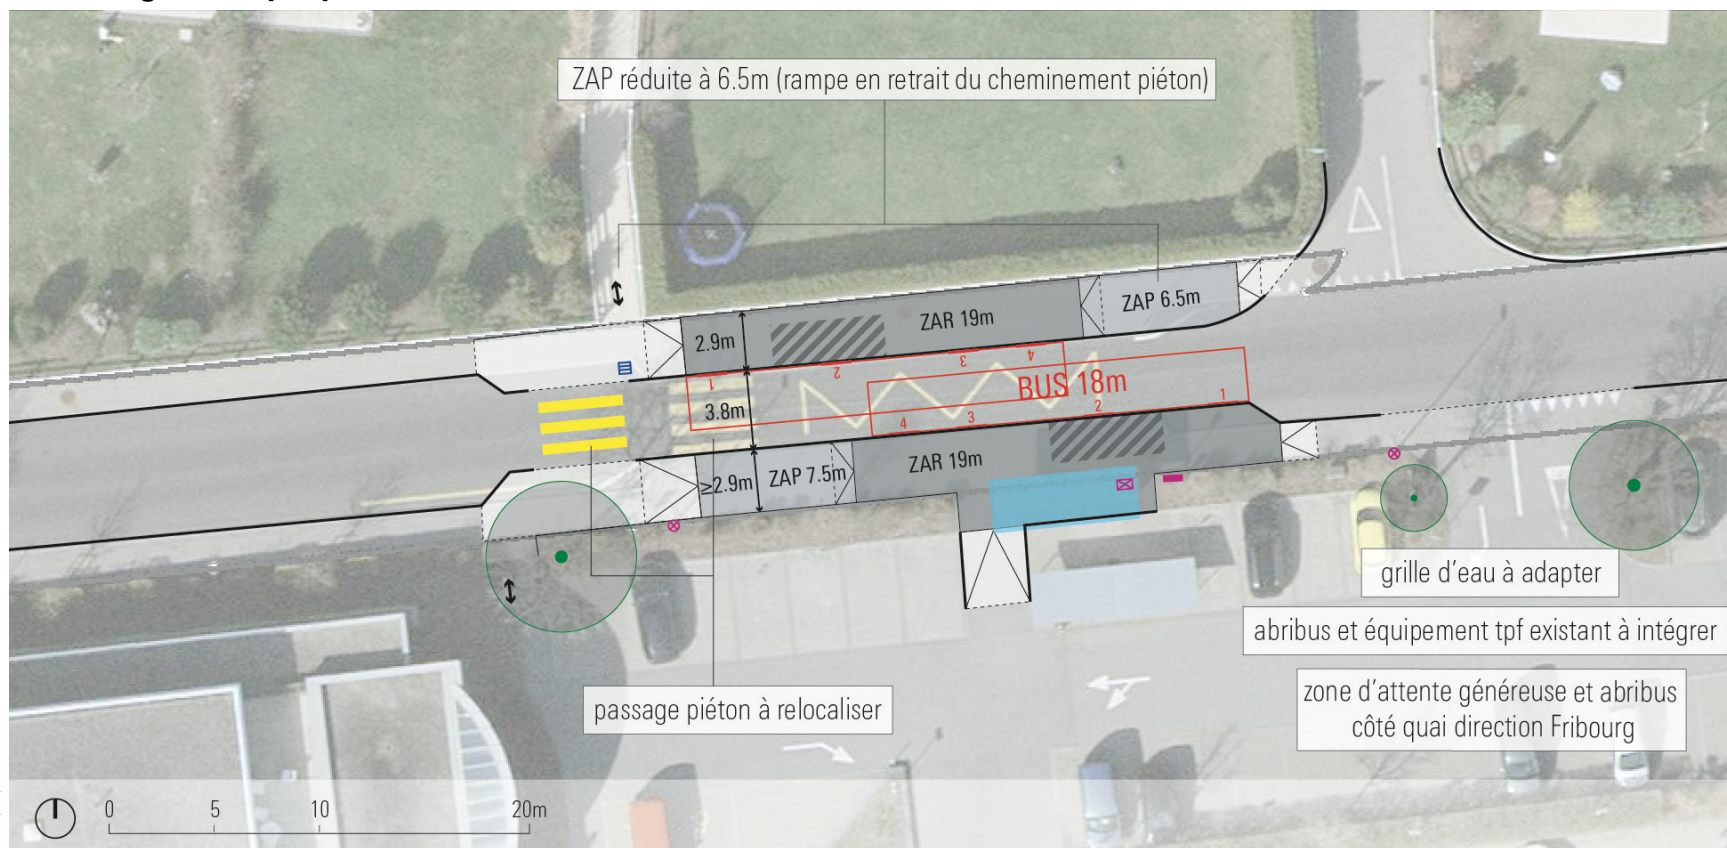 ZAP réduite à 6.5m (rampe en retrait du cheminement piéton)
ZAP 6.5m
ZAR 19m
2.9m
4
3
2
1
BUS 18m
3.8m
1
2
3
4
ZAR 19m
ZAP 7.5m
≥2.9m
grille d'eau à adapter
abribus et équipement tpf existant à intégrer
zone d'attente généreuse et abribus
côté quai direction Fribourg
passage piéton à relocaliser
0 5 10 20m